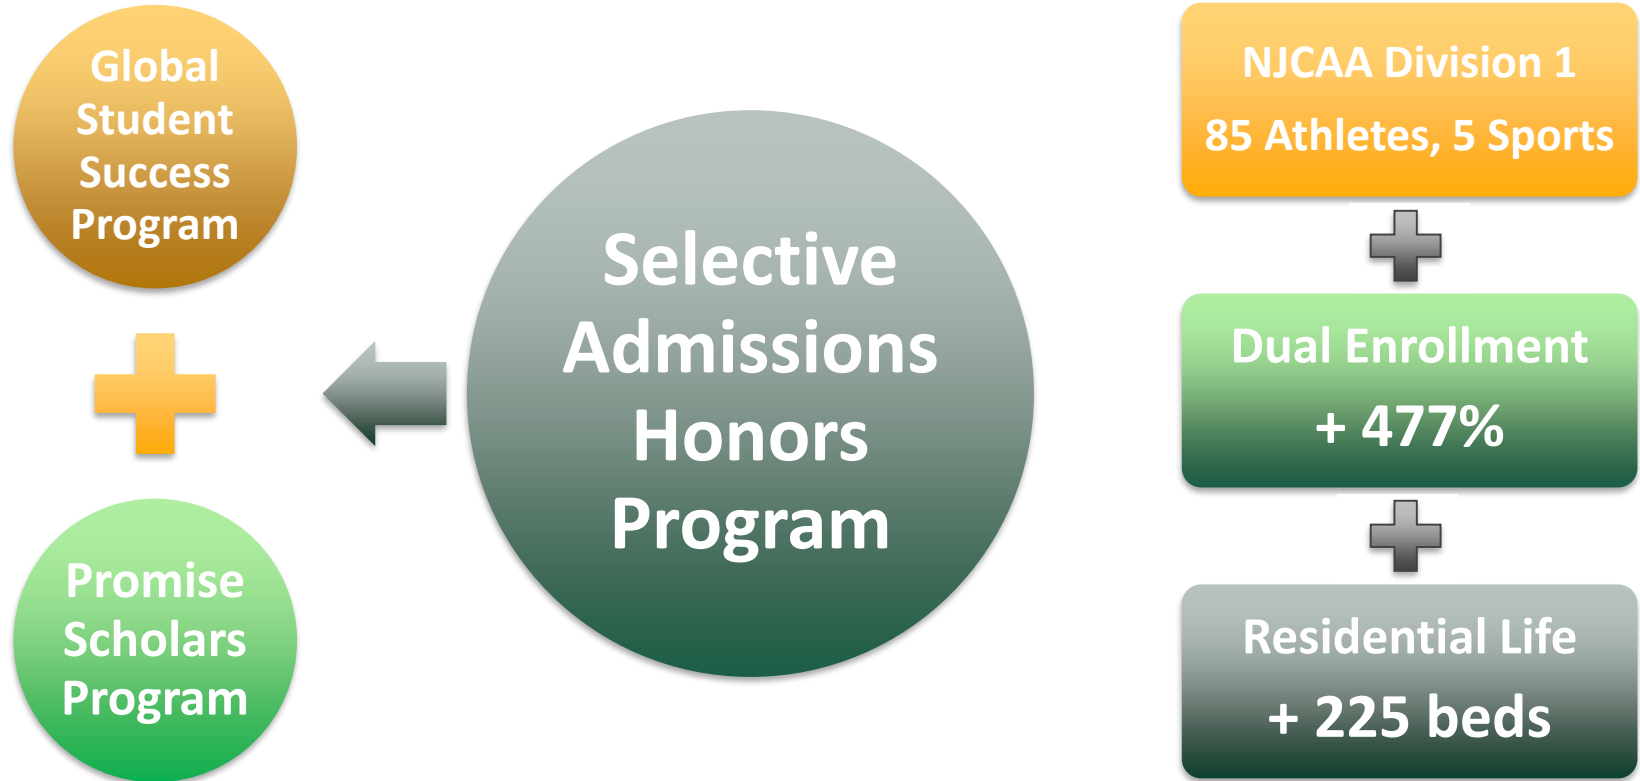 Global
Student
Success
Program
Promise
Scholars
Program
Selective
Admissions
Honors
Program
NJCAA Division 1
85 Athletes, 5 Sports
Dual Enrollment
+ 477%
Residential Life
+ 225 beds